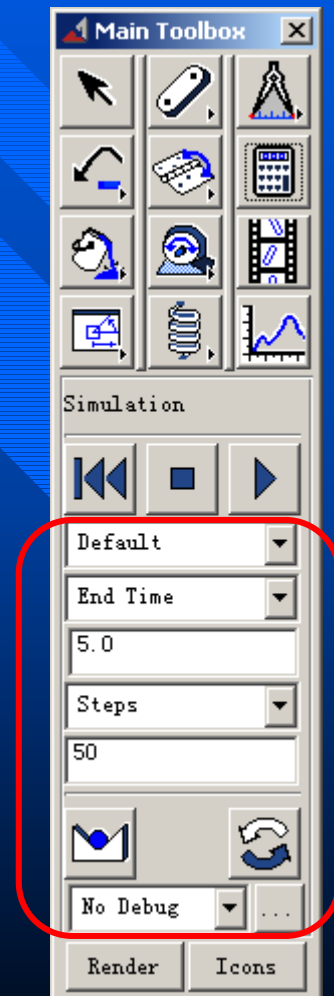 Main Toolbox
Simulation
Default
End Time
5.0
Steps
50
No Debug
...
Render Icons